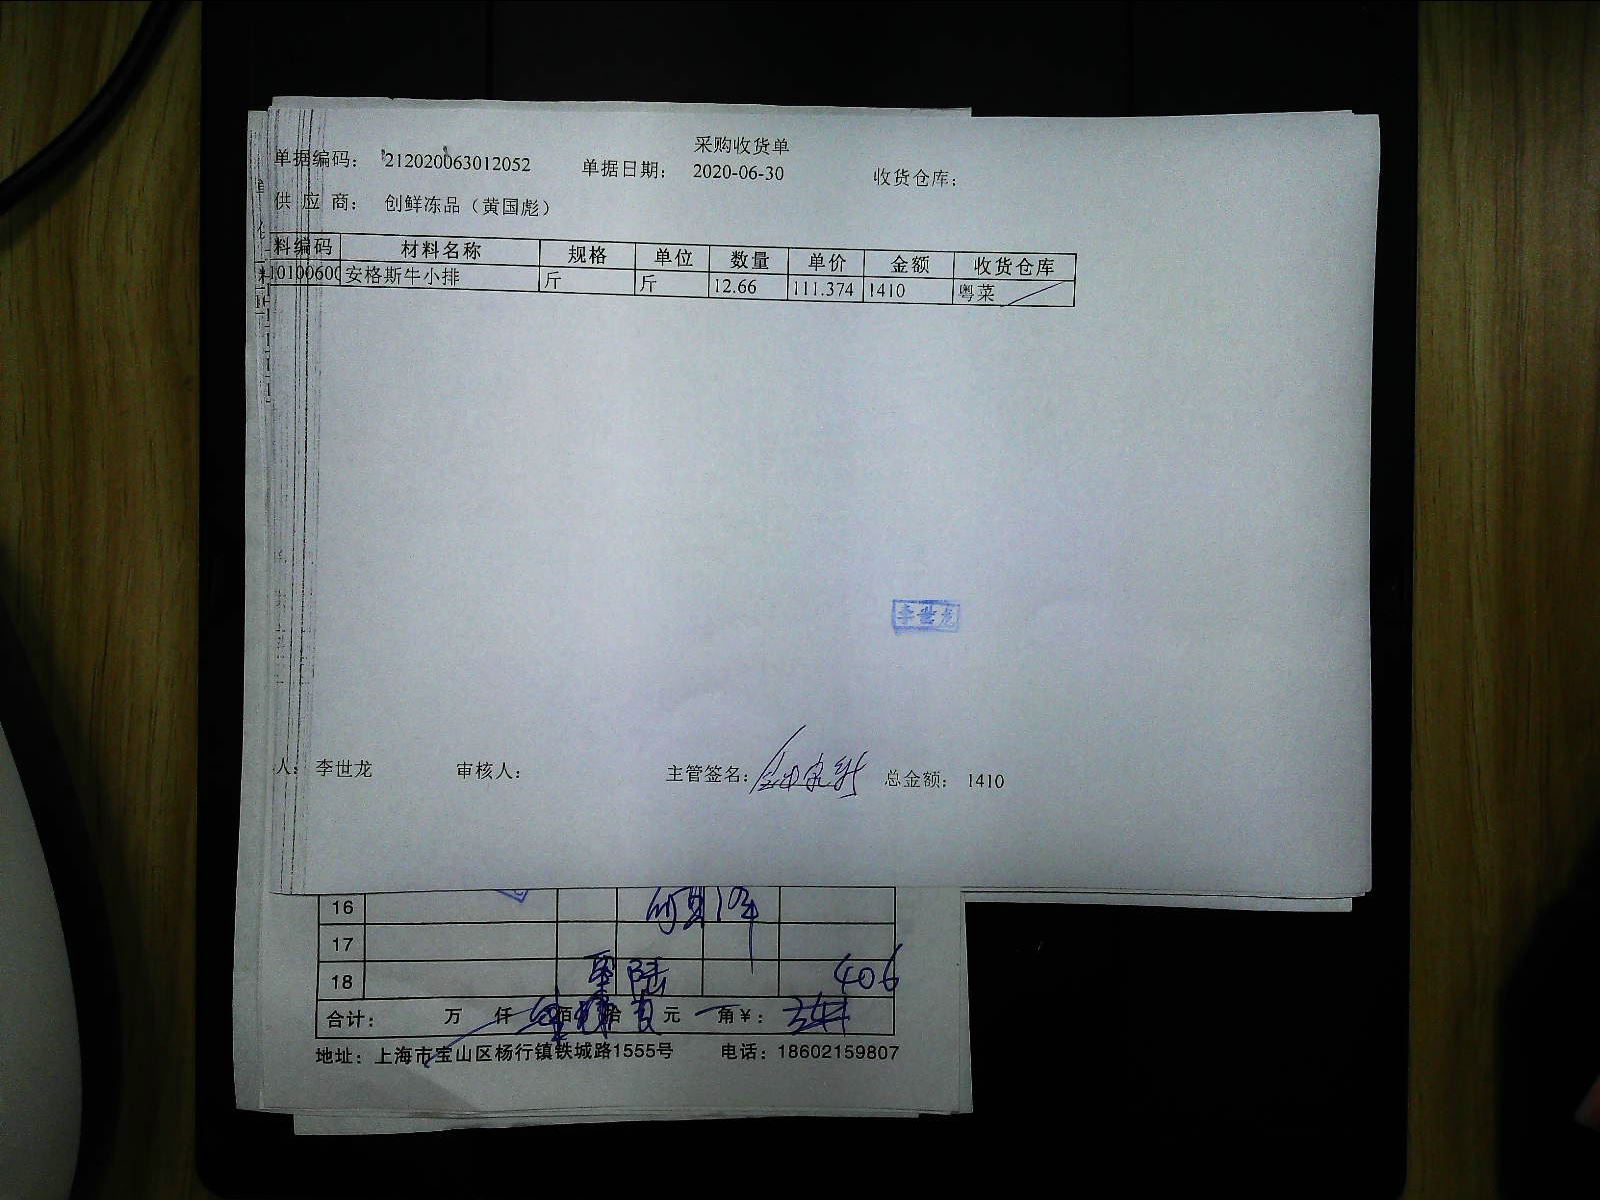 采购收货单
单据编码： 212020063012052 单据日期： 2020-06-30 收货仓库：
供 应 商： 创鲜冻品（黄国彪）
料编码 材料名称 规格 单位 数量 单价 金额 收货仓库
0100600 安格斯牛小排 斤 斤 12.66 111.374 1410 粤菜
李世龙
人： 李世龙 审核人： 主管签名： 总金额： 1410
16
17
18 406
合计： 万 仟 佰 拾 元 角￥：
地址：上海市宝山区杨行镇铁城路1555号 电话：18602159807